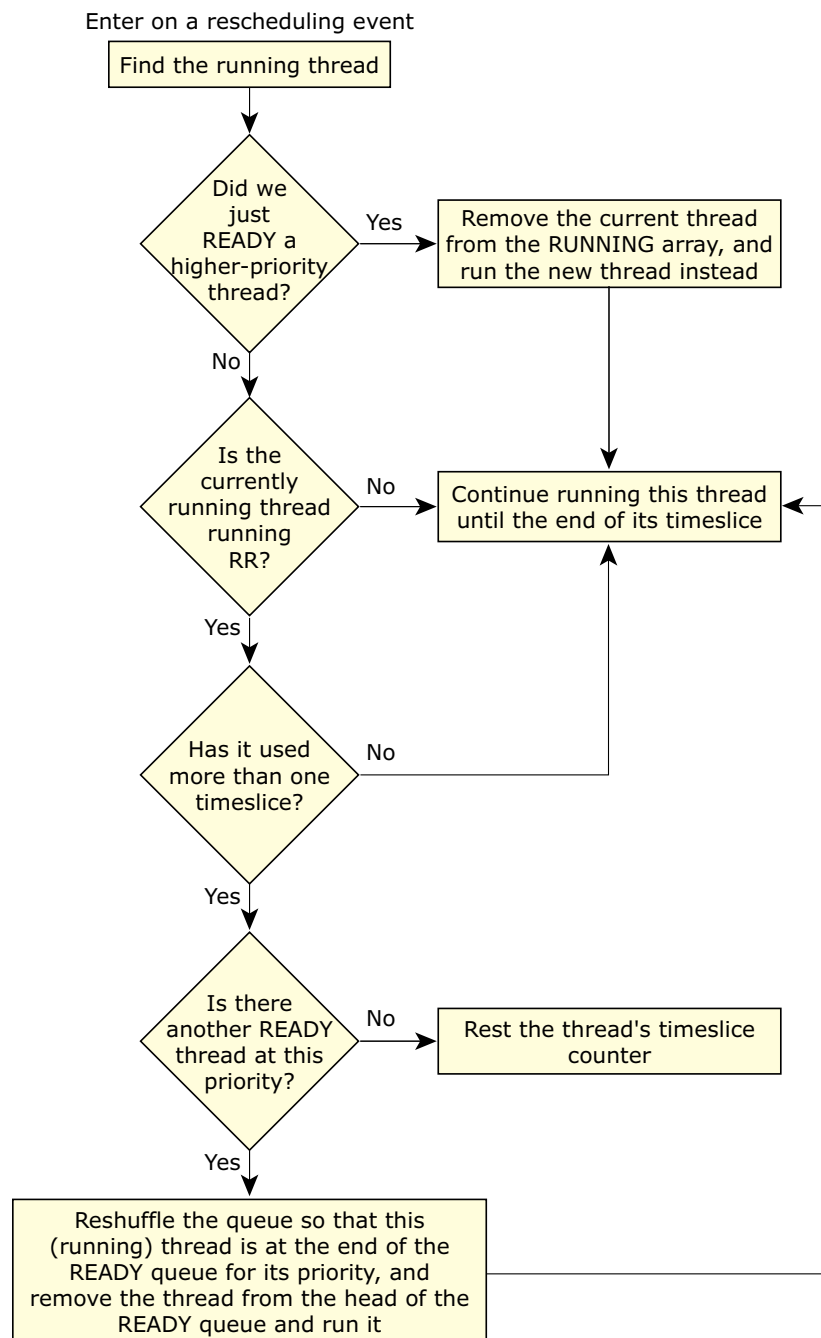 Enter on a rescheduling event
Find the running thread
Did we
just
READY a
higher-priority
thread?
Yes
Remove the current thread
from the RUNNING array, and
run the new thread instead
No
Is the
currently
running thread
running
RR?
No
Continue running this thread
until the end of its timeslice
Yes
Has it used
more than one
timeslice?
No
Yes
Is there
another READY
thread at this
priority?
No
Rest the thread's timeslice
counter
Yes
Reshuffle the queue so that this
(running) thread is at the end of the
READY queue for its priority, and
remove the thread from the head of the
READY queue and run it